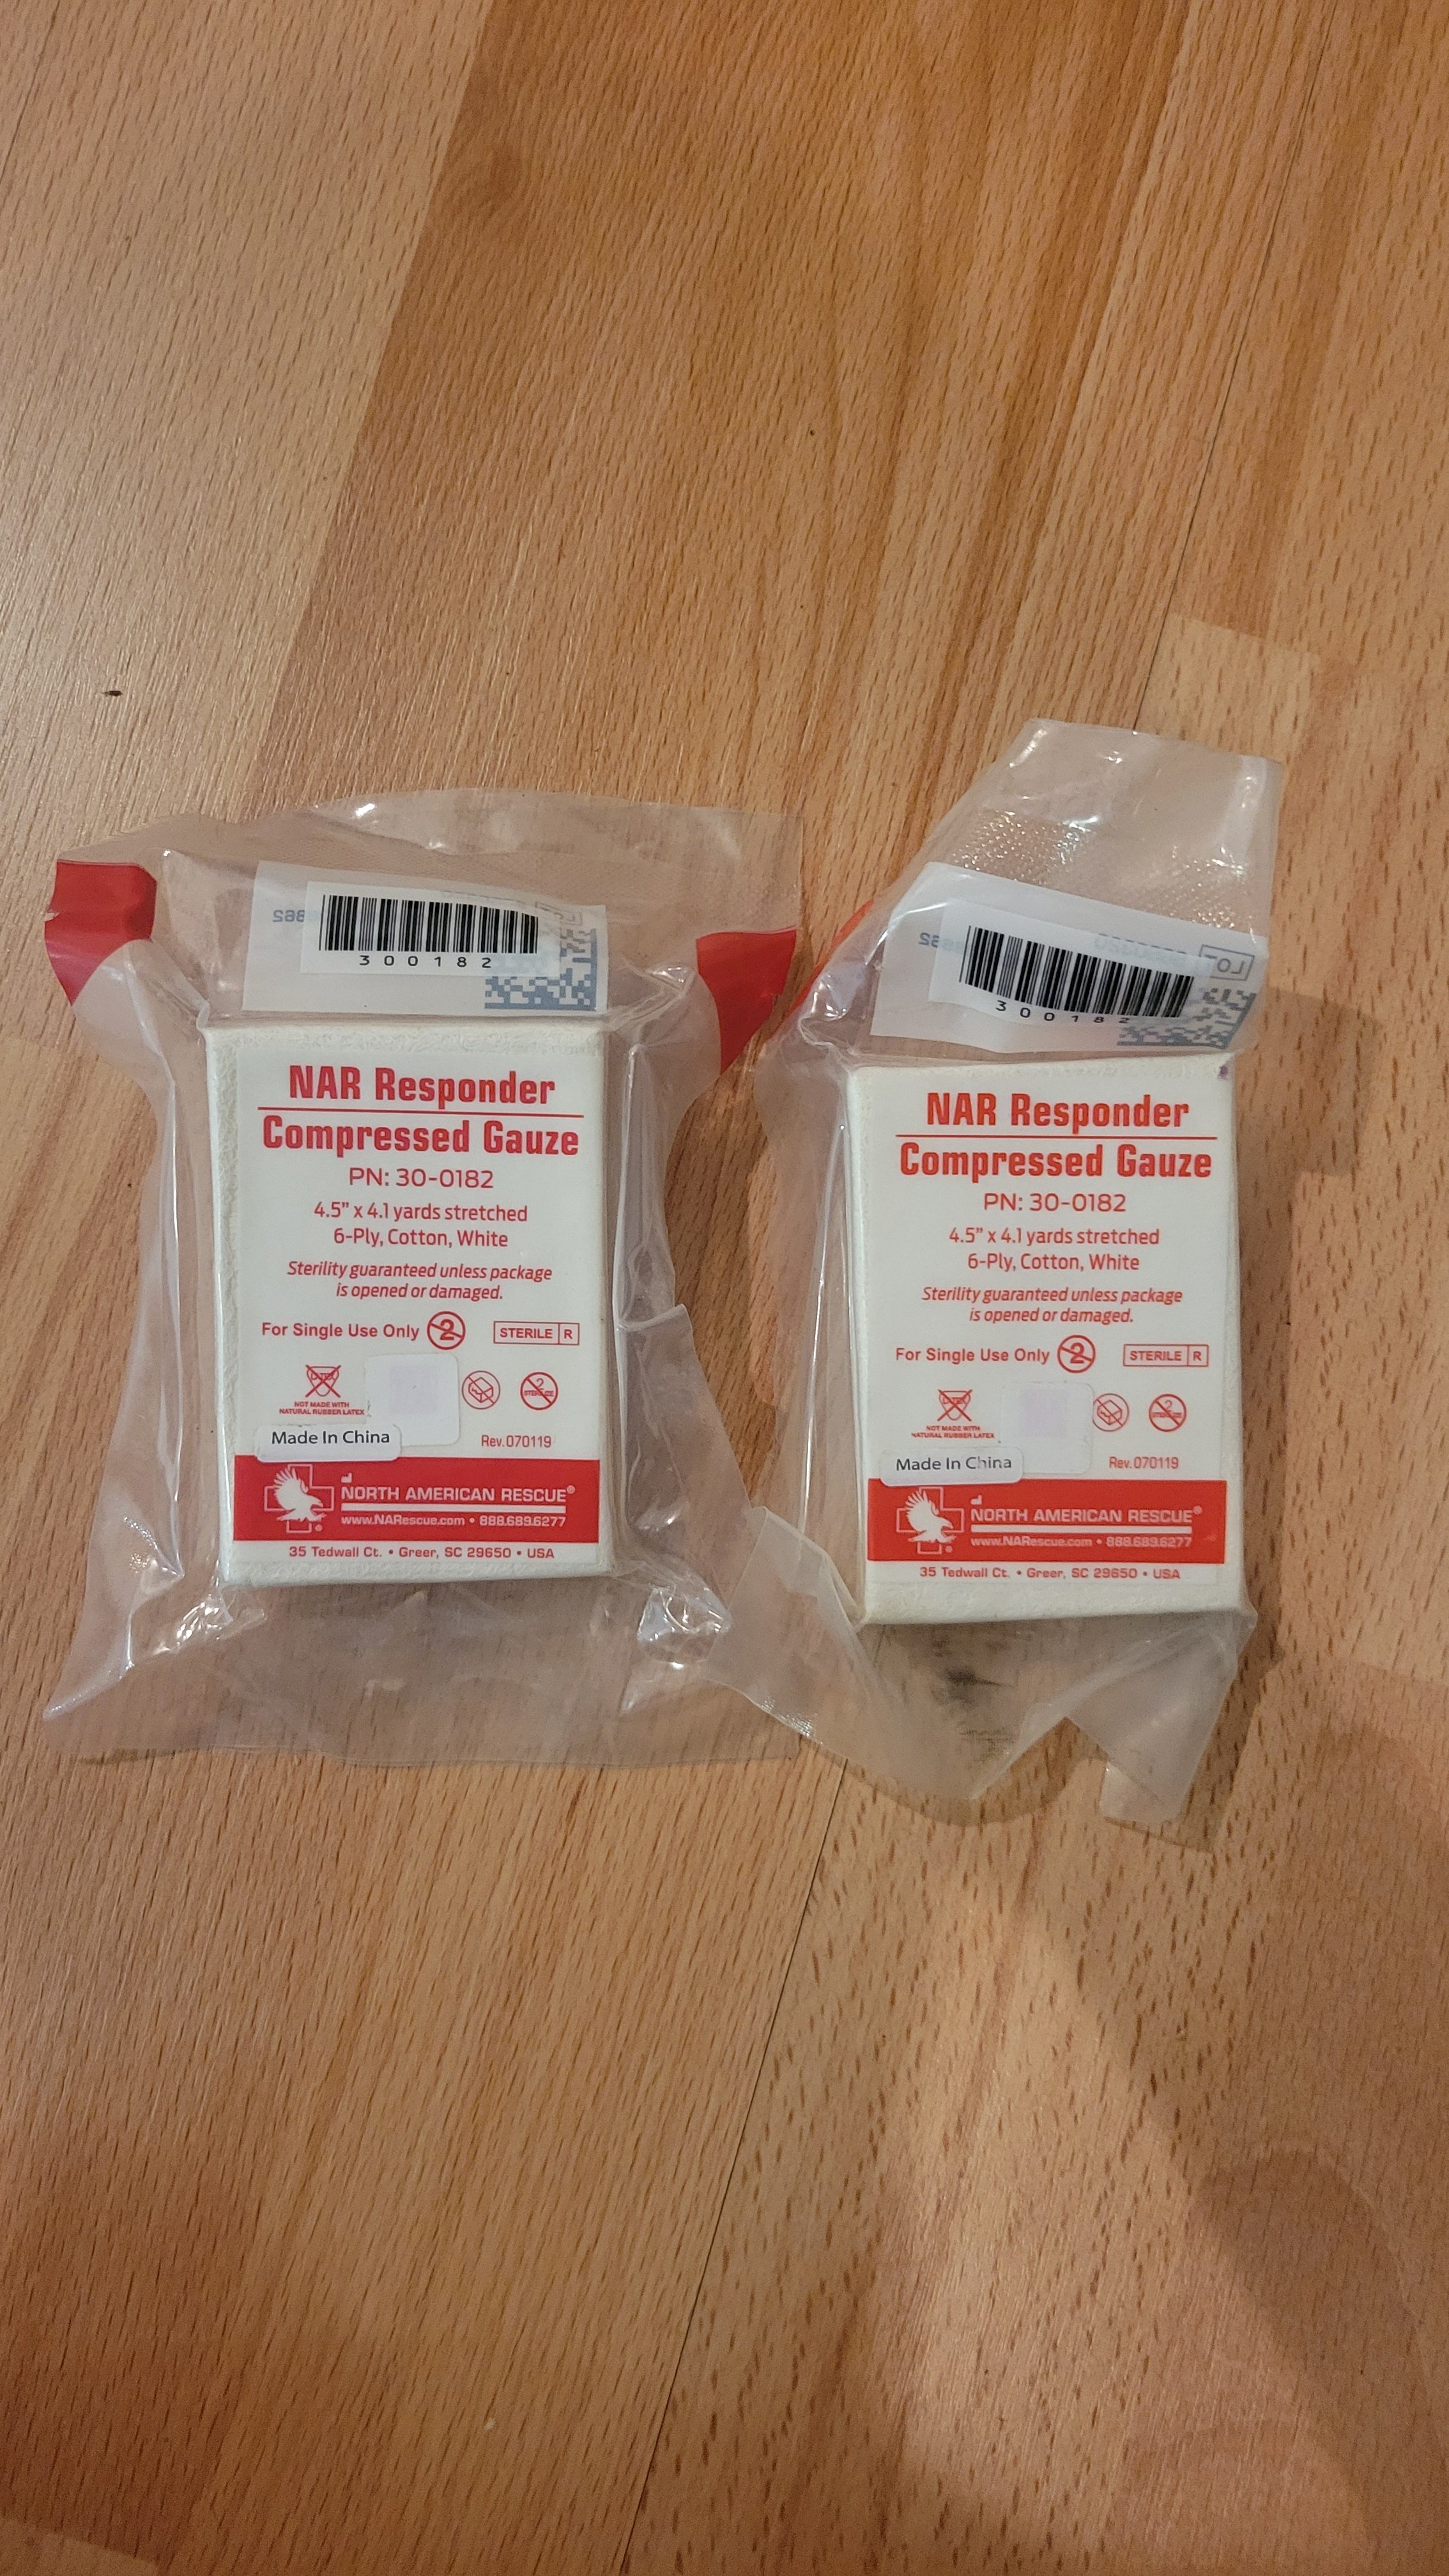 300182
NAR Responder
Compressed Gauze
PN: 30-0182
4.5" x 4.1 yards stretched
6-Ply, Cotton, White
Sterility guaranteed unless package
is opened or damaged.
For Single Use Only 2 STERILE R
NOT MADE WITH
NATURAL RUBBER LATEX
Made In China
Rev. 070119
NORTH AMERICAN RESCUE®
www.NARescue.com • 888.689.6277
35 Tedwall Ct. • Greer, SC 29650 • USA
300182
NAR Responder
Compressed Gauze
PN: 30-0182
4.5" x 4.1 yards stretched
6-Ply, Cotton, White
Sterility guaranteed unless package
is opened or damaged.
For Single Use Only 2 STERILE R
NOT MADE WITH
NATURAL RUBBER LATEX
Made In China
Rev. 070119
NORTH AMERICAN RESCUE®
www.NARescue.com • 888.689.6277
35 Tedwall Ct. • Greer, SC 29650 • USA